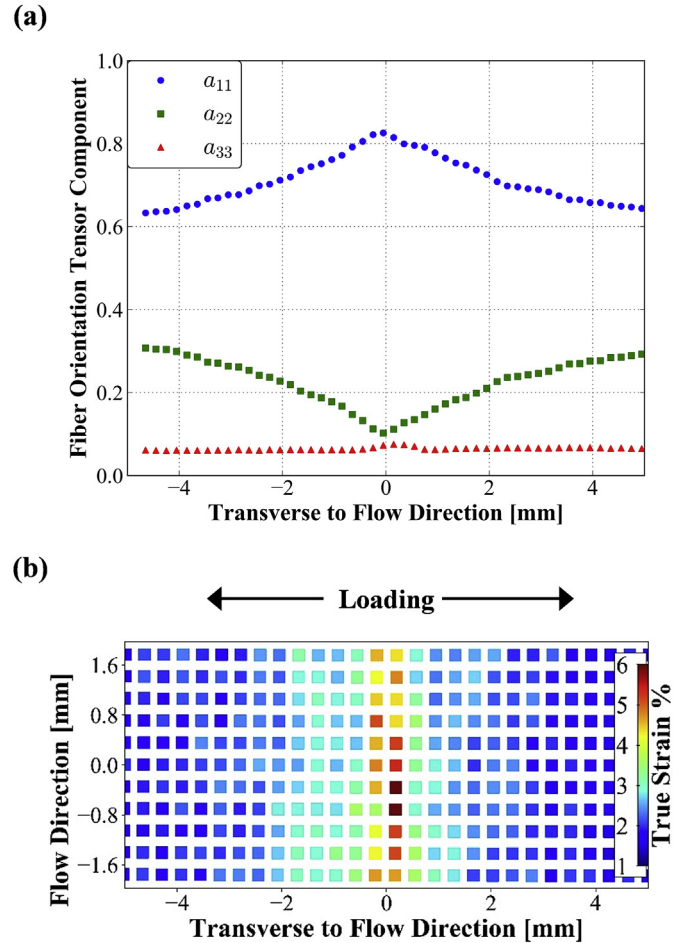 (a)
Fiber Orientation Tensor Component
1.0
0.8
0.6
0.4
0.2
0.0
a11
a22
a33
−4
−2
0
2
4
Transverse to Flow Direction [mm]
(b)
Loading
Flow Direction [mm]
1.6
0.8
0.0
−0.8
−1.6
6
5
4
3
2
1
True Strain %
−4
−2
0
2
4
Transverse to Flow Direction [mm]